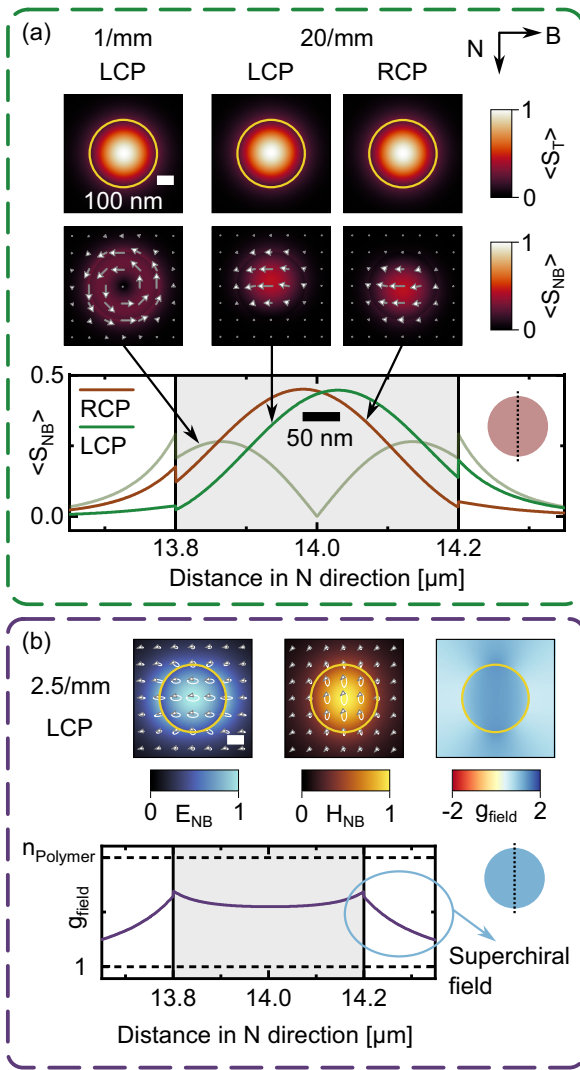 (a)
1/mm 20/mm
N B
LCP LCP RCP
100 nm
1
0
<S_T>
1
0
<S_NB>
0.5
0.0
<S_NB>
RCP
LCP
50 nm
13.8 14.0 14.2
Distance in N direction [µm]
(b)
2.5/mm
LCP
0 E_NB 1
0 H_NB 1
-2 g_field 2
n_Polymer
g_field
1
Superchiral
field
13.8 14.0 14.2
Distance in N direction [µm]